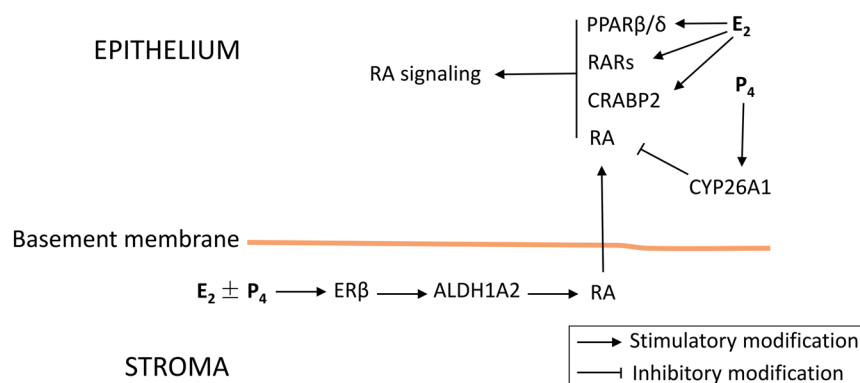 EPITHELIUM
PPARβ/δ
E₂
RARs
RA signaling
CRABP2
P₄
RA
CYP26A1
Basement membrane
E₂ ± P₄
ERβ
ALDH1A2
RA
STROMA
Stimulatory modification
Inhibitory modification